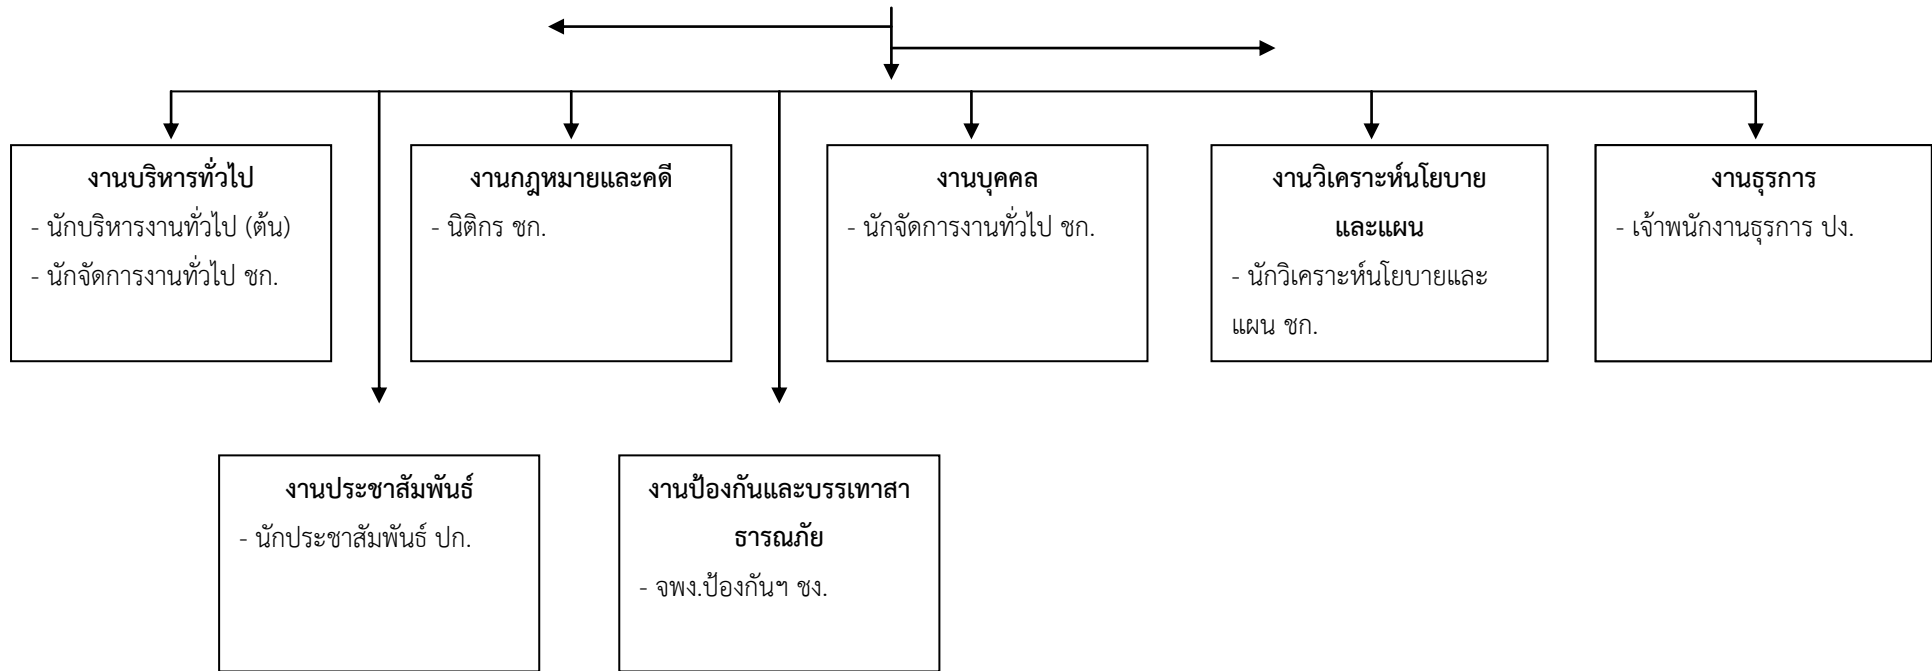 งานบริหารทั่วไป
- นักบริหารงานทั่วไป (ต้น)
- นักจัดการงานทั่วไป ชก.
งานกฎหมายและคดี
- นิติกร ชก.
งานบุคคล
- นักจัดการงานทั่วไป ชก.
งานวิเคราะห์นโยบาย
และแผน
- นักวิเคราะห์นโยบายและ
แผน ชก.
งานธุรการ
- เจ้าพนักงานธุรการ ปง.
งานประชาสัมพันธ์
- นักประชาสัมพันธ์ ปก.
งานป้องกันและบรรเทาสา
ธารณภัย
- จพง.ป้องกันฯ ชง.